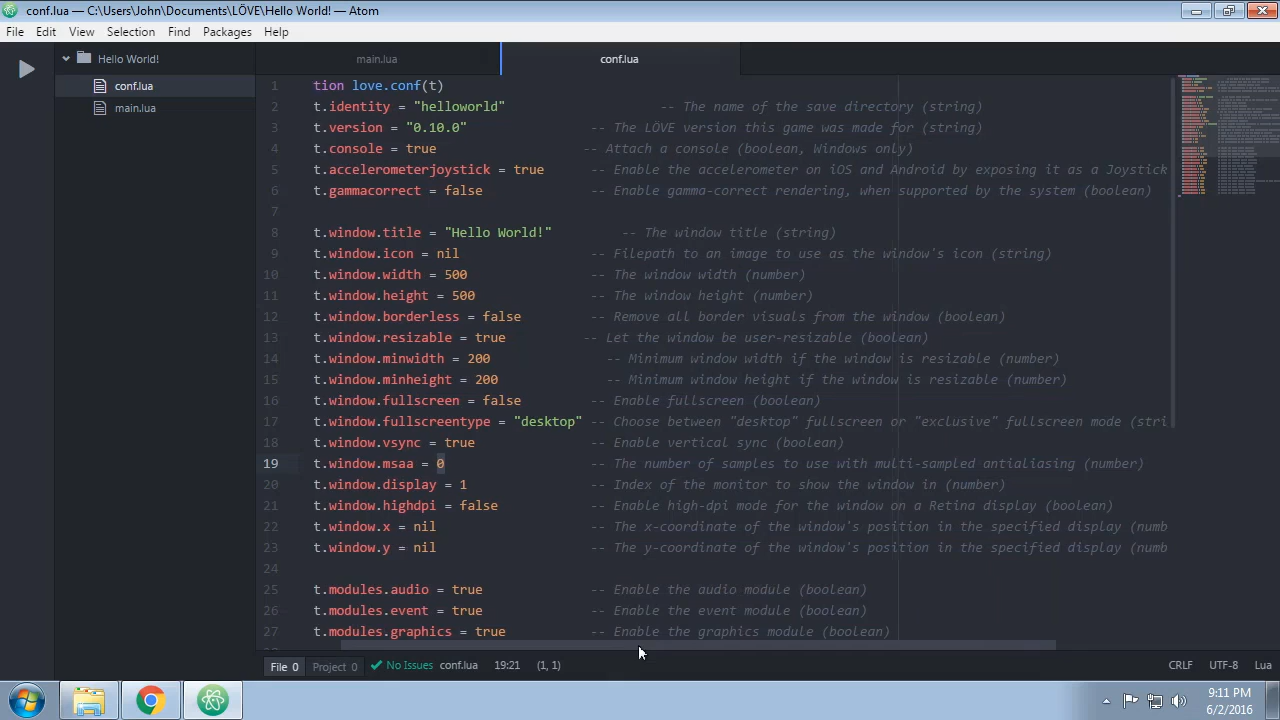 conf.lua — C:\Users\John\Documents\LÖVE\Hello World! — Atom
File Edit View Selection Find Packages Help
Hello World!
conf.lua
main.lua
main.lua conf.lua
1 tion love.conf(t)
2 t.identity = "helloworld" -- The name of the save directory (string)
3 t.version = "0.10.0" -- The LÖVE version this game was made for (string)
4 t.console = true -- Attach a console (boolean, Windows only)
5 t.accelerometerjoystick = true -- Enable the accelerometer on iOS and Android by exposing it as a Joystick
6 t.gammacorrect = false -- Enable gamma-correct rendering, when supported by the system (boolean)
7
8 t.window.title = "Hello World!" -- The window title (string)
9 t.window.icon = nil -- Filepath to an image to use as the window's icon (string)
10 t.window.width = 500 -- The window width (number)
11 t.window.height = 500 -- The window height (number)
12 t.window.borderless = false -- Remove all border visuals from the window (boolean)
13 t.window.resizable = true -- Let the window be user-resizable (boolean)
14 t.window.minwidth = 200 -- Minimum window width if the window is resizable (number)
15 t.window.minheight = 200 -- Minimum window height if the window is resizable (number)
16 t.window.fullscreen = false -- Enable fullscreen (boolean)
17 t.window.fullscreentype = "desktop" -- Choose between "desktop" fullscreen or "exclusive" fullscreen mode (stri
18 t.window.vsync = true -- Enable vertical sync (boolean)
19 t.window.msaa = 0 -- The number of samples to use with multi-sampled antialiasing (number)
20 t.window.display = 1 -- Index of the monitor to show the window in (number)
21 t.window.highdpi = false -- Enable high-dpi mode for the window on a Retina display (boolean)
22 t.window.x = nil -- The x-coordinate of the window's position in the specified display (numb
23 t.window.y = nil -- The y-coordinate of the window's position in the specified display (numb
24
25 t.modules.audio = true -- Enable the audio module (boolean)
26 t.modules.event = true -- Enable the event module (boolean)
27 t.modules.graphics = true -- Enable the graphics module (boolean)
File 0 Project 0 No Issues conf.lua 19:21 (1, 1) CRLF UTF-8 Lua
9:11 PM
6/2/2016